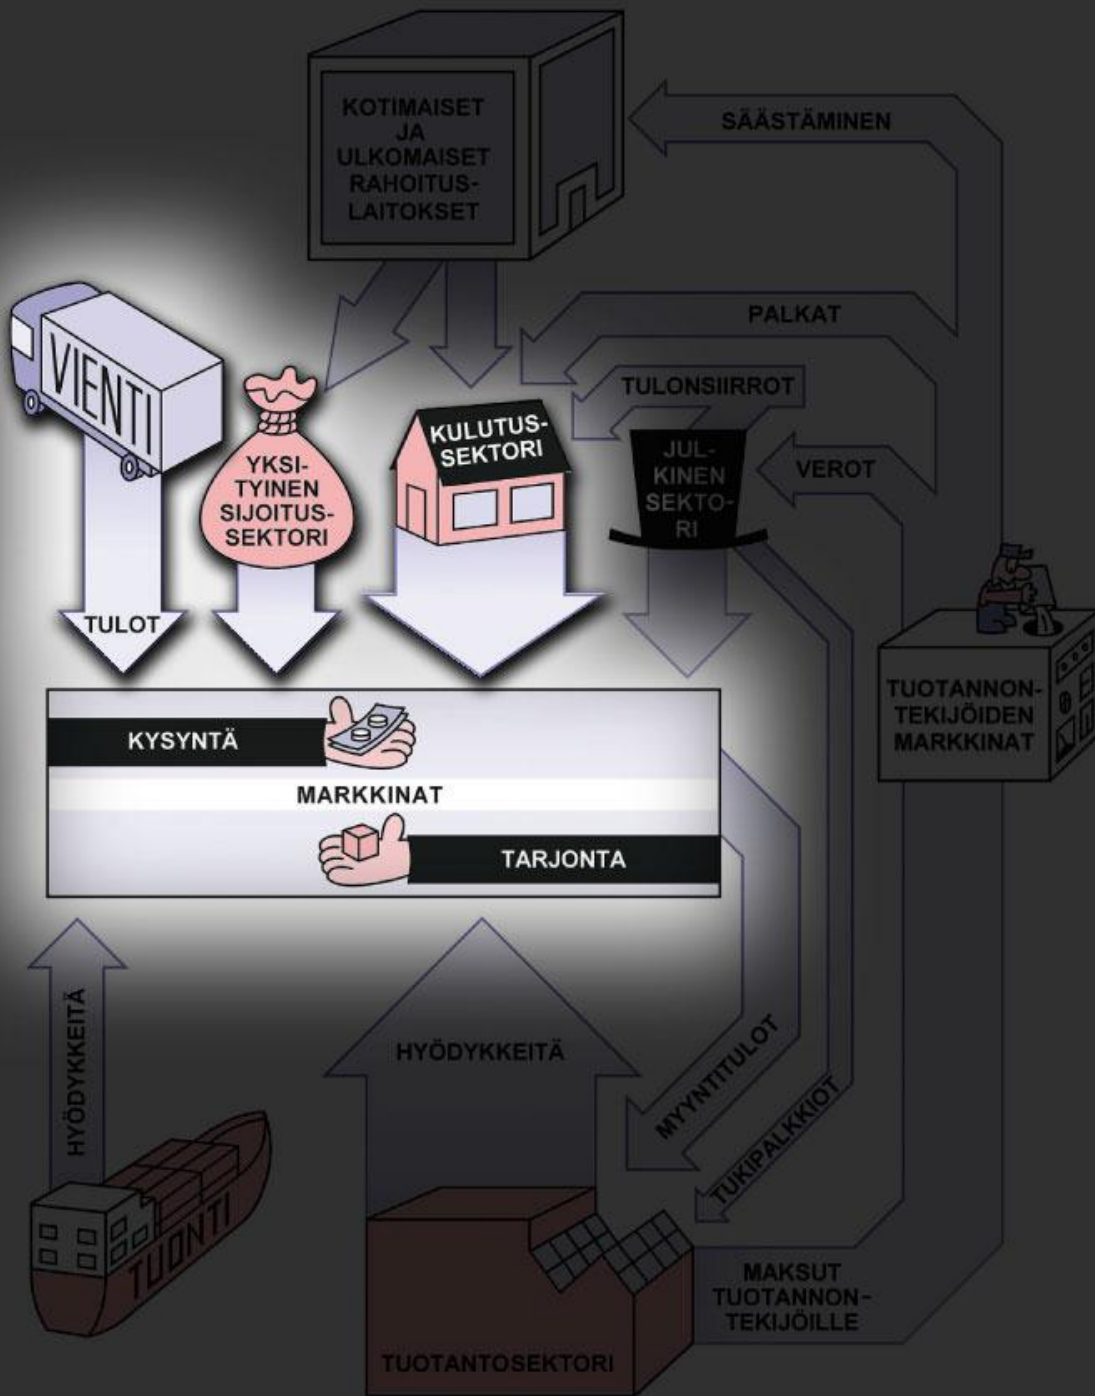 KOTIMAISET
JA
ULKOMAISET
RAHOITUS-
LAITOKSET
SÄÄSTÄMINEN
PALKAT
TULONSIIRROT
VIENTI
YKSI-
TYINEN
SIJOITUS-
SEKTORI
KULUTUS-
SEKTORI
JUL-
KINEN
SEKTO-
RI
VEROT
TULOT
TUOTANNON-
TEKIJÖIDEN
MARKKINAT
KYSYNTÄ
MARKKINAT
TARJONTA
HYÖDYKKEITÄ
HYÖDYKKEITÄ
MYYNTITULOT
TUKIPALKKIOT
TUONTI
TUOTANTOSEKTORI
MAKSUT
TUOTANNON-
TEKIJÖILLE